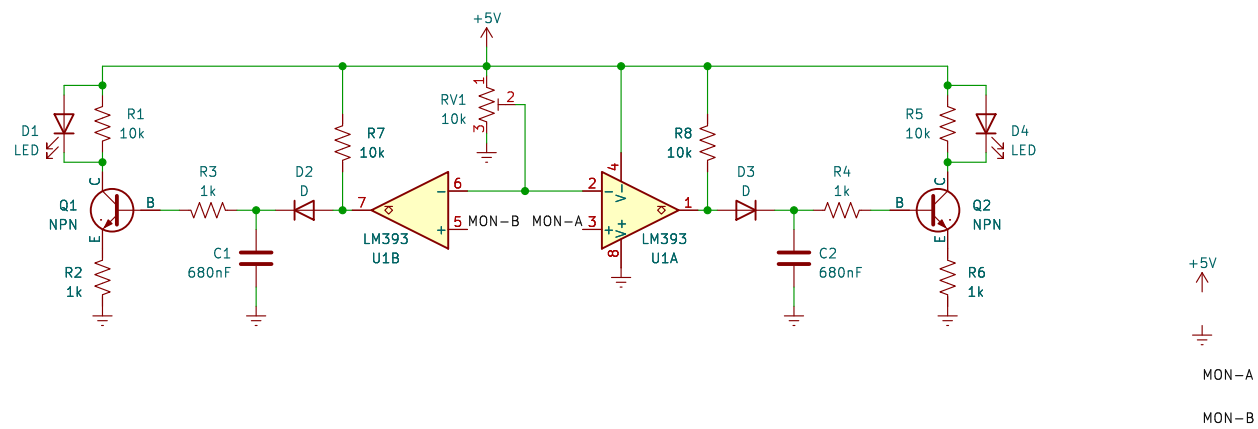 +5V
1
RV1
10k
2
3
R1
10k
D1
LED
R7
10k
R8
10k
R5
10k
D4
LED
C
Q1
NPN
B
E
R3
1k
D2
D
7
6
−
5
+
MON-B
MON-A
LM393
U1B
4
V−
2
−
3
+
V+
8
1
LM393
U1A
D3
D
R4
1k
C
B
Q2
NPN
E
R2
1k
C1
680nF
C2
680nF
R6
1k
+5V
MON-A
MON-B